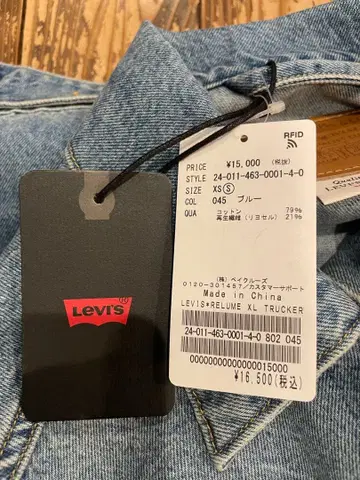 RFID
PRICE ¥15,000 (税抜)
STYLE 24-011-463-0001-4-0
SIZE XS Ⓢ
COL 045 ブルー
QUA コットン 79%
再生繊維(リヨセル) 21%
(株)ベイクルーズ
0120-301457/カスタマーサポート
Made in China
LEVIS*RELUME XL TRUCKER
24-011-463-0001-4-0 802 045
0000000000000015000
¥16,500(税込)
Levi's